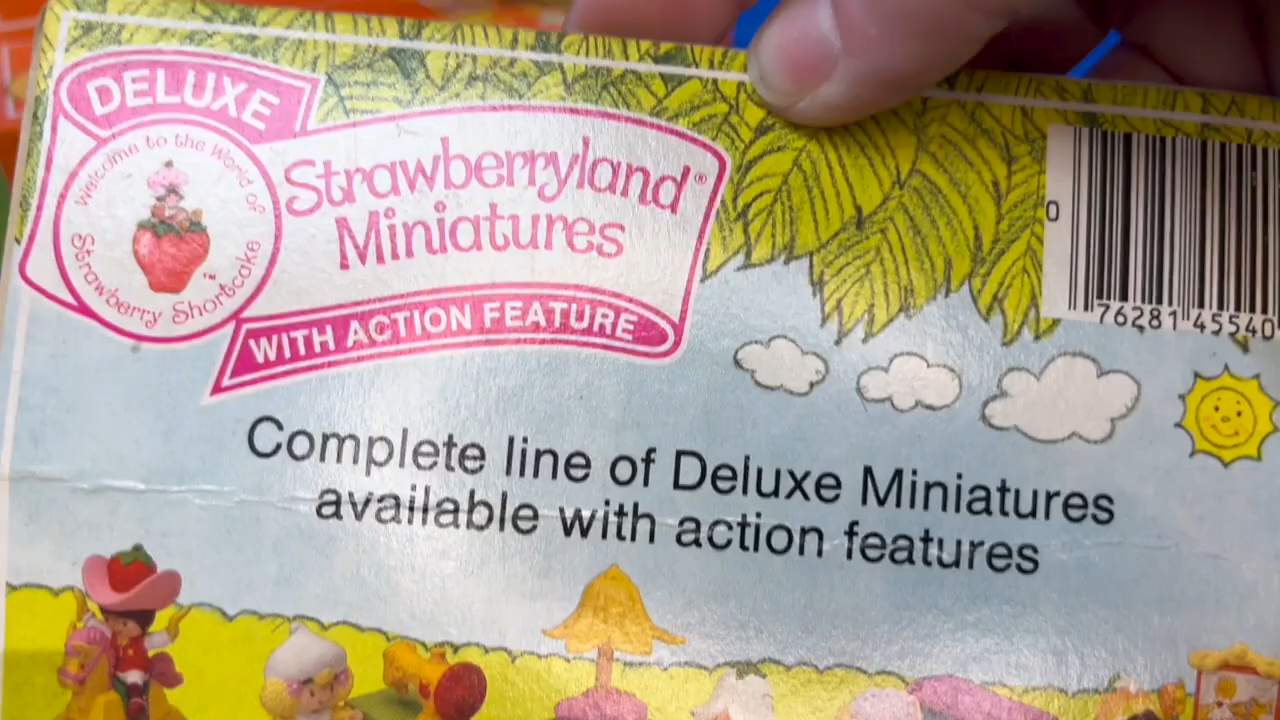 DELUXE
Welcome to the World of
Strawberry Shortcake
Strawberryland®
Miniatures
WITH ACTION FEATURE
0 76281 45540
Complete line of Deluxe Miniatures
available with action features